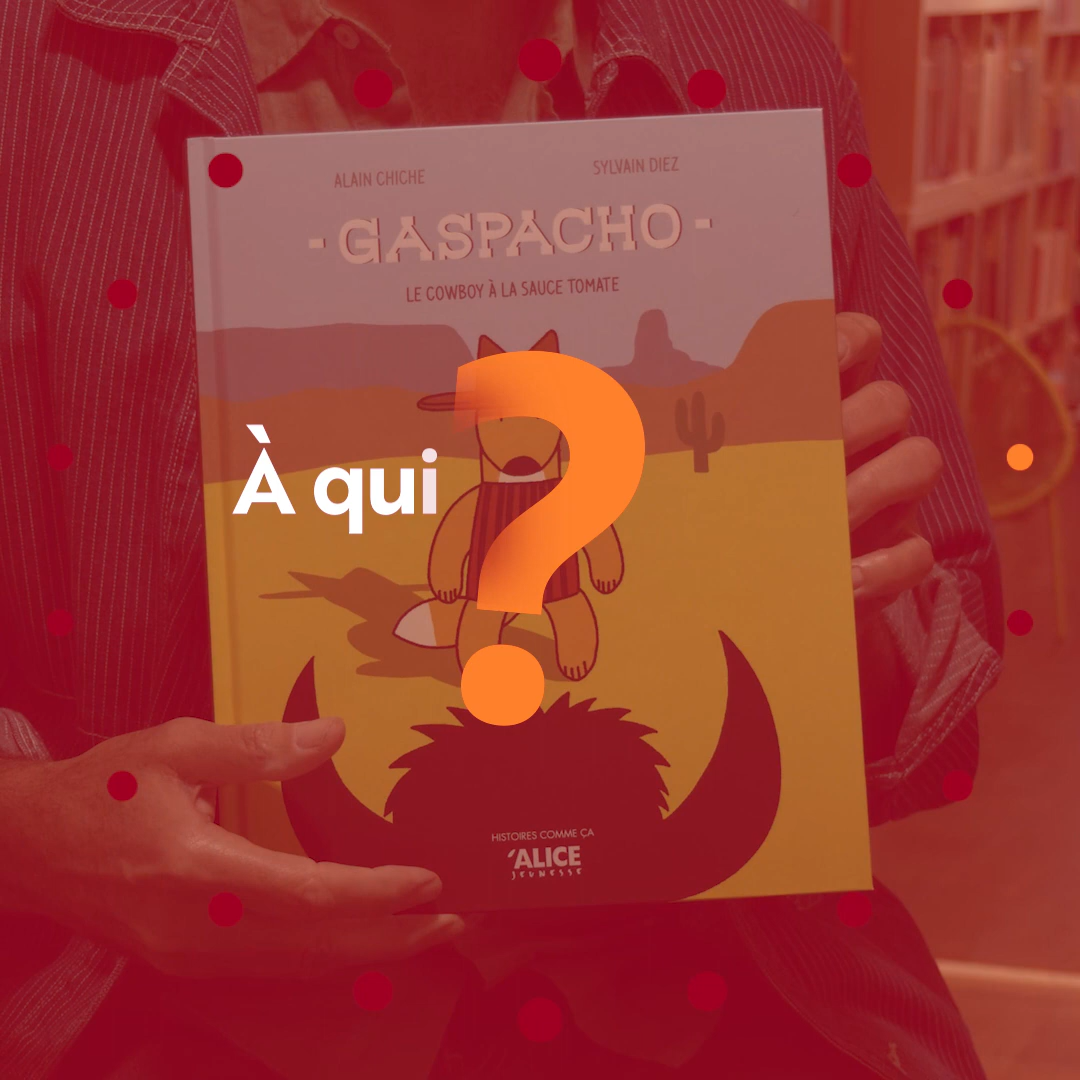 ALAIN CHICHE
SYLVAIN DIEZ
- GASPACHO -
LE COWBOY À LA SAUCE TOMATE
À qui ?
HISTOIRES COMME ÇA
'ALICE
JEUNESSE